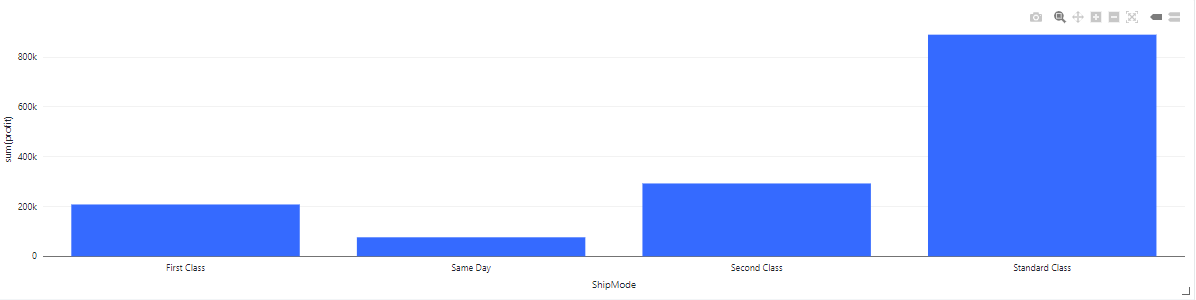 800k
600k
400k
200k
0
sum(profit)
First Class
Same Day
Second Class
Standard Class
ShipMode